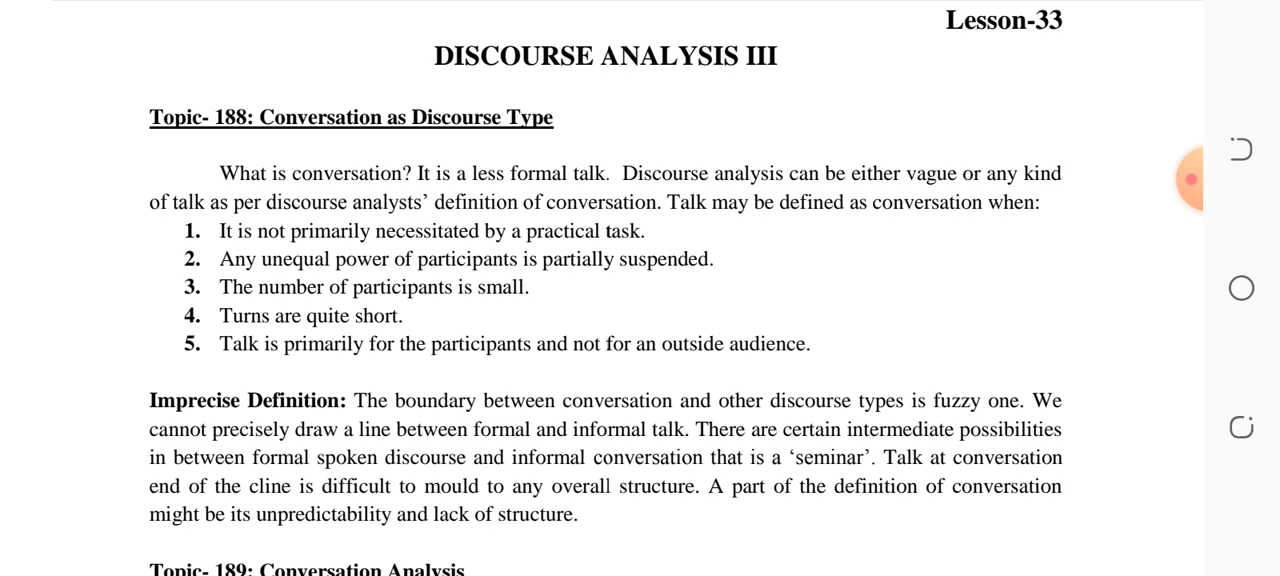 Lesson-33
DISCOURSE ANALYSIS III
Topic- 188: Conversation as Discourse Type
What is conversation? It is a less formal talk.  Discourse analysis can be either vague or any kind
of talk as per discourse analysts’ definition of conversation. Talk may be defined as conversation when:
1. It is not primarily necessitated by a practical task.
2. Any unequal power of participants is partially suspended.
3. The number of participants is small.
4. Turns are quite short.
5. Talk is primarily for the participants and not for an outside audience.
Imprecise Definition: The boundary between conversation and other discourse types is fuzzy one. We
cannot precisely draw a line between formal and informal talk. There are certain intermediate possibilities
in between formal spoken discourse and informal conversation that is a ‘seminar’. Talk at conversation
end of the cline is difficult to mould to any overall structure. A part of the definition of conversation
might be its unpredictability and lack of structure.
Topic- 189: Conversation Analysis